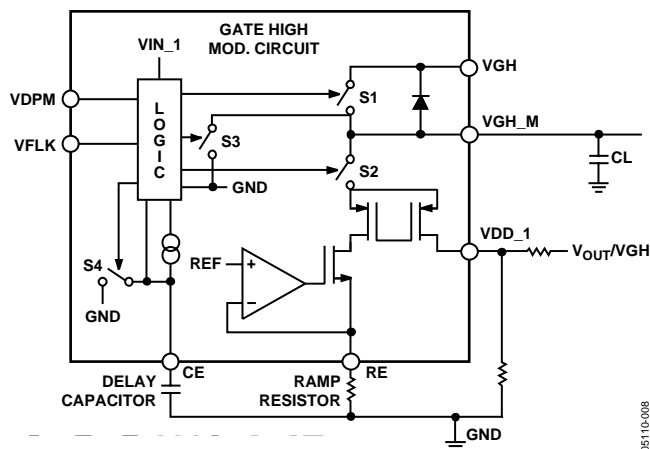 GATE HIGH
MOD. CIRCUIT
VIN_1
VGH
VDPM
S1
LOGIC
VGH_M
VFLK
S3
CL
S2
GND
VDD_1
S4
REF
+
–
VOUT/VGH
GND
CE
RE
DELAY
CAPACITOR
RAMP
RESISTOR
GND
05110-008